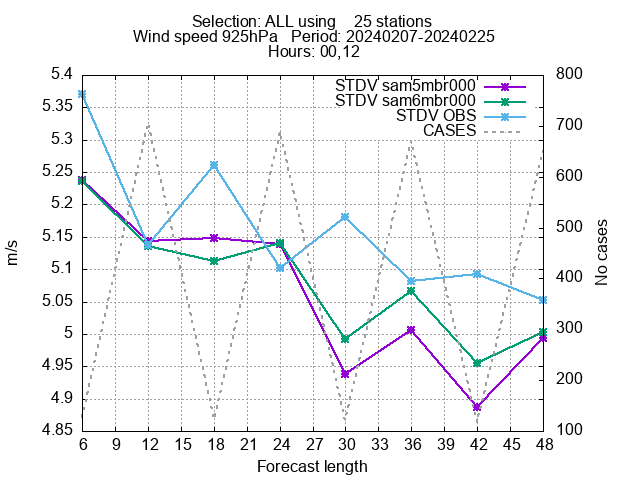 Selection: ALL using    25 stations
Wind speed 925hPa   Period: 20240207-20240225
Hours: 00,12
STDV sam5mbr000
STDV sam6mbr000
STDV OBS
CASES
5.4
5.35
5.3
5.25
5.2
5.15
5.1
5.05
5
4.95
4.9
4.85
m/s
800
700
600
500
400
300
200
100
No cases
6 9 12 15 18 21 24 27 30 33 36 39 42 45 48
Forecast length